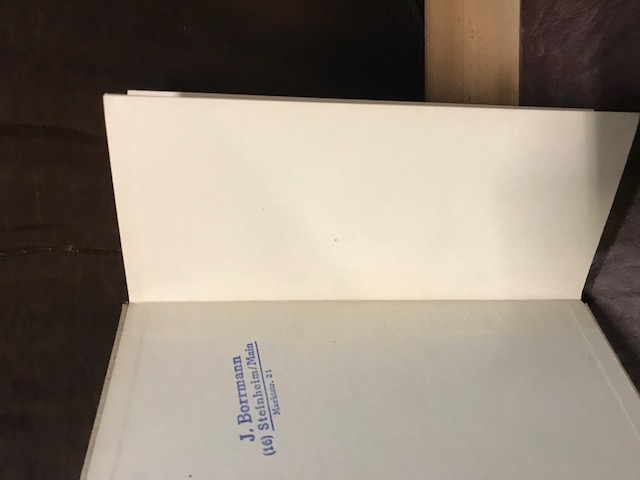 J. Borrmann
(16) Steinheim/Main
Marktstr. 21